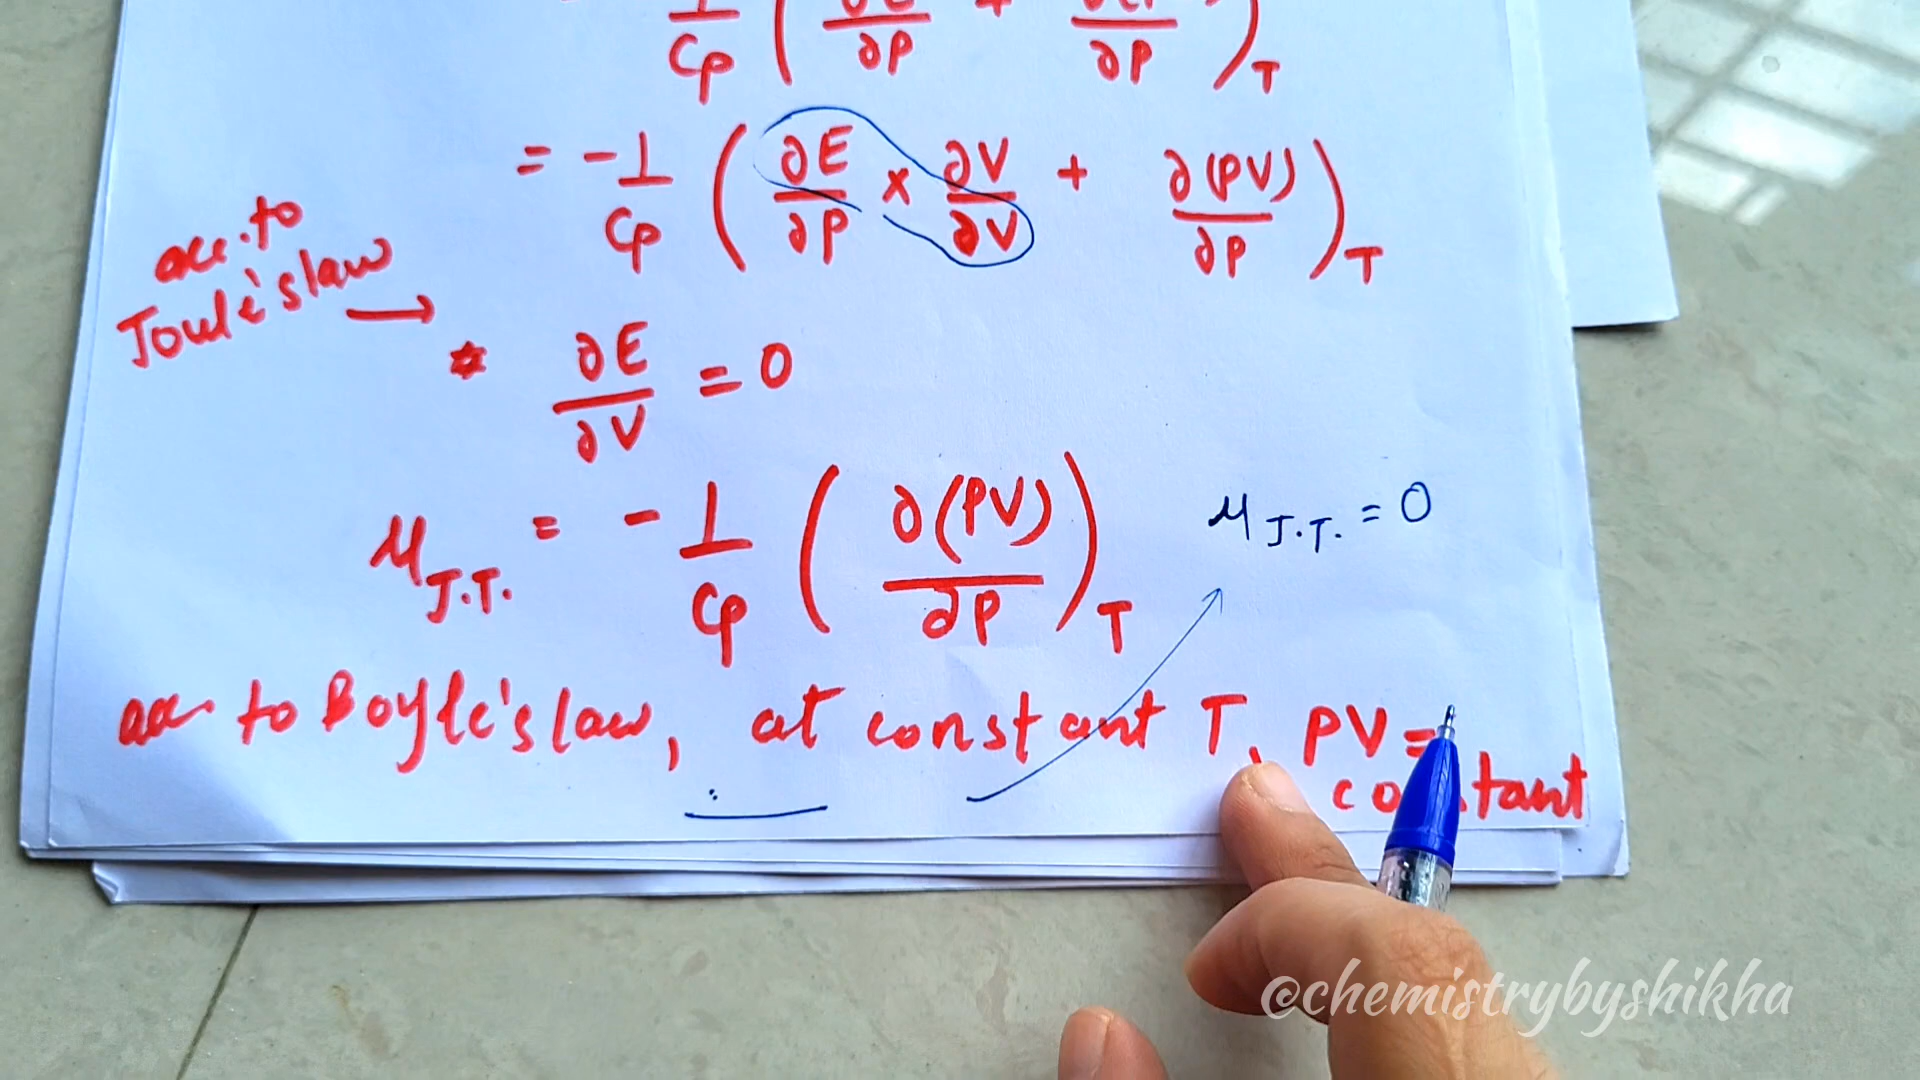 = -1/Cp ( ∂E/∂P + ∂(PV)/∂P )T
= -1/Cp ( ∂E/∂P × ∂V/∂V + ∂(PV)/∂P )T
acc. to
Joule's law →
* ∂E/∂V = 0
μJ.T. = -1/Cp ( ∂(PV)/∂P )T
μJ.T. = 0
acc to Boyle's law, at constant T, PV =
constant
@chemistrybyshikha